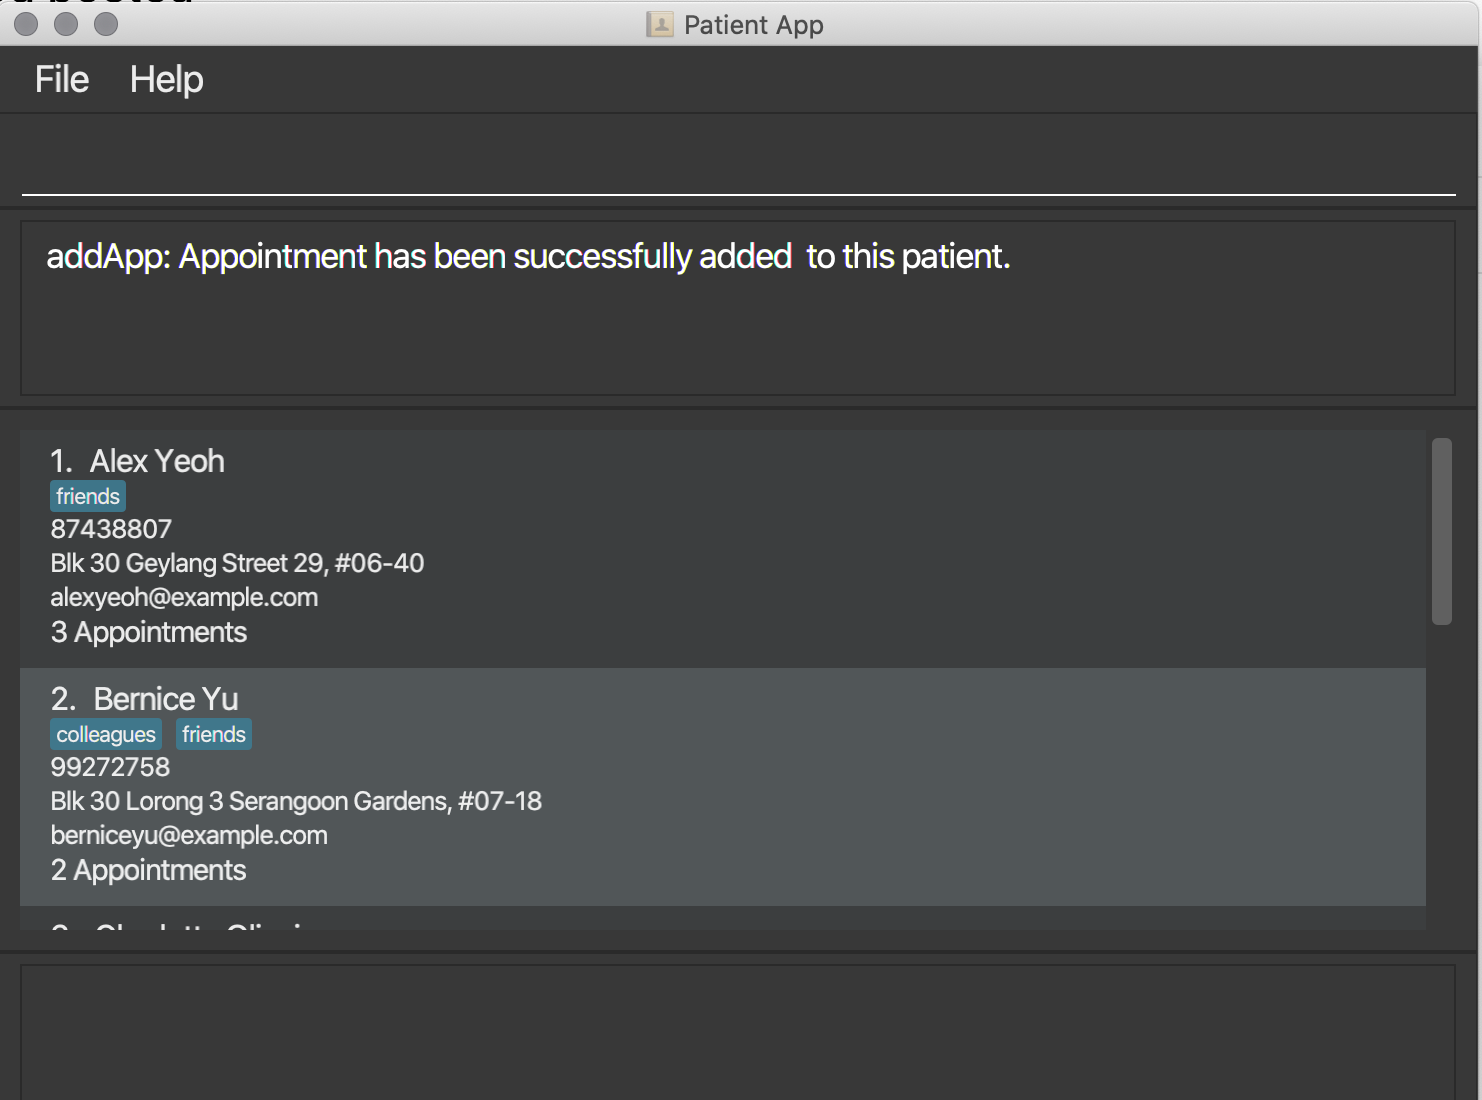 Patient App
File Help
addApp: Appointment has been successfully added  to this patient.
1. Alex Yeoh
friends
87438807
Blk 30 Geylang Street 29, #06-40
alexyeoh@example.com
3 Appointments
2. Bernice Yu
colleagues friends
99272758
Blk 30 Lorong 3 Serangoon Gardens, #07-18
berniceyu@example.com
2 Appointments